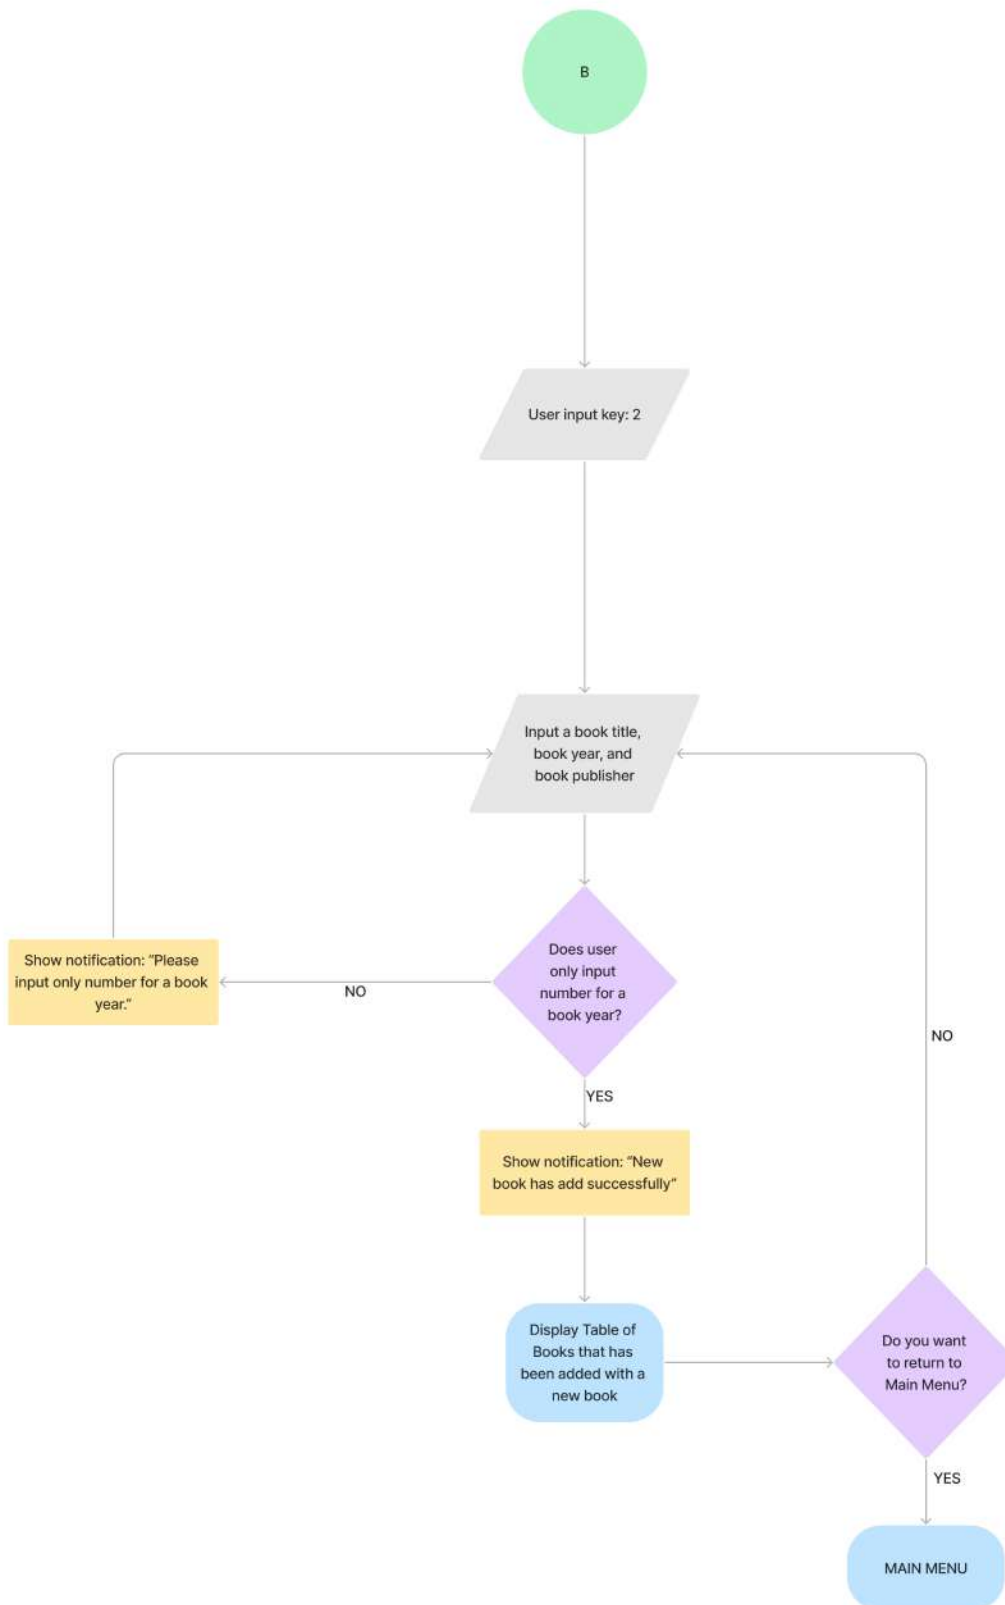 B
User input key: 2
Input a book title,
book year, and
book publisher
Does user
only input
number for a
book year?
NO
Show notification: “Please
input only number for a book
year.”
NO
YES
Show notification: “New
book has add successfully”
Display Table of
Books that has
been added with a
new book
Do you want
to return to
Main Menu?
YES
MAIN MENU